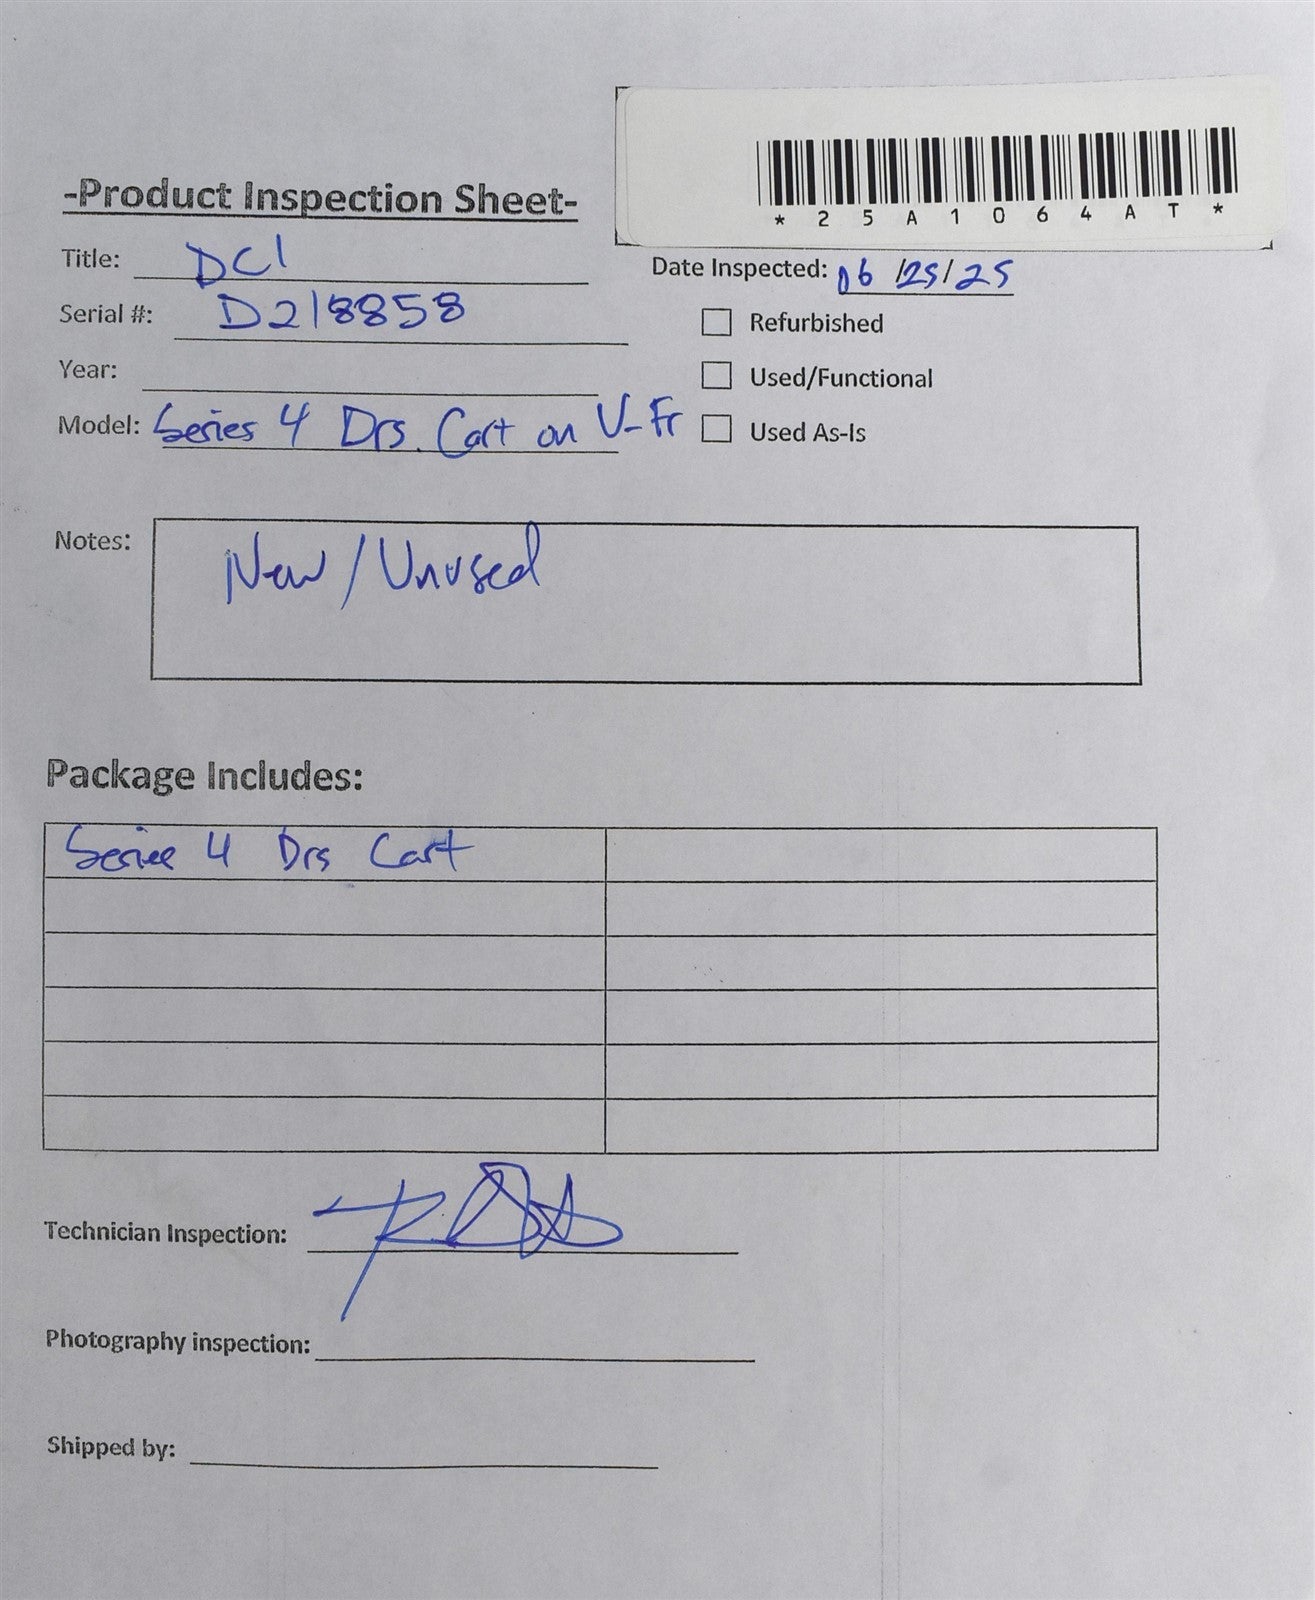 *25A1064AT*
-Product Inspection Sheet-
Title: DCI
Date Inspected: 06/25/25
Serial #: D218858
Refurbished
Year:
Used/Functional
Model: Series 4 Drs. Cart on V-Fr
Used As-Is
Notes: New/Unused
Package Includes:
Series 4 Drs Cart
Technician Inspection:
Photography inspection:
Shipped by: